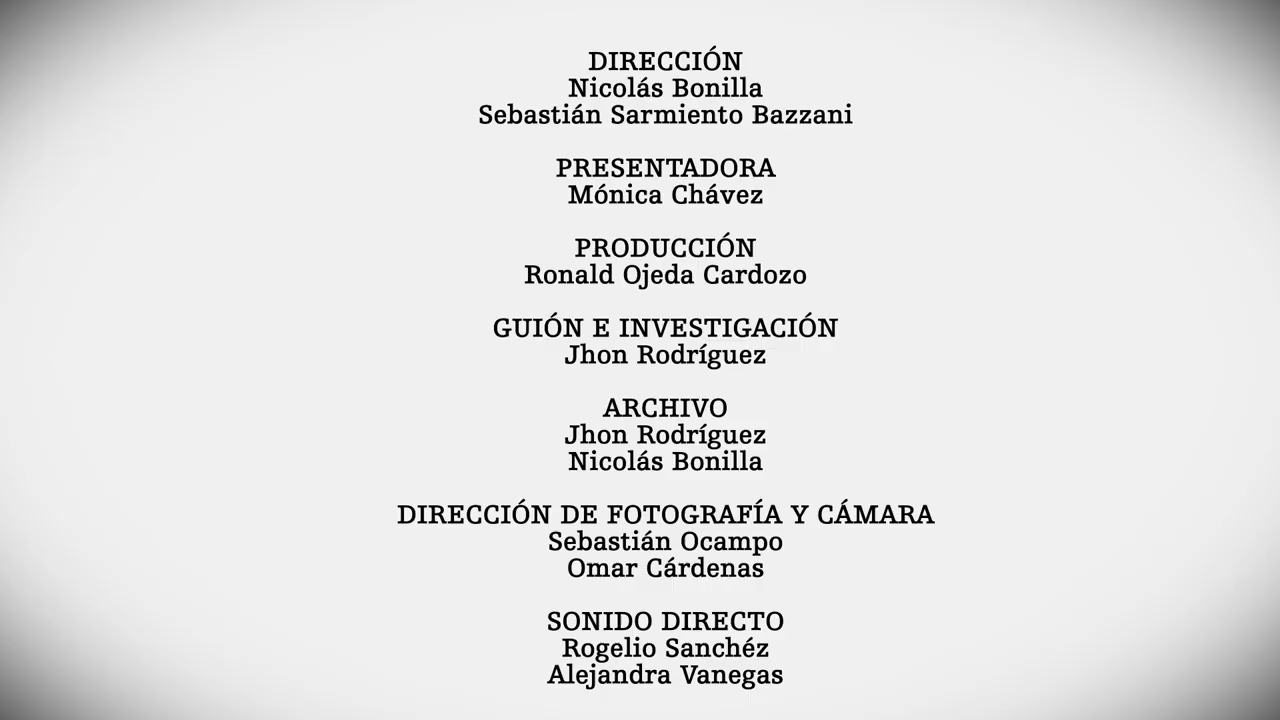 DIRECCIÓN
Nicolás Bonilla
Sebastián Sarmiento Bazzani
PRESENTADORA
Mónica Chávez
PRODUCCIÓN
Ronald Ojeda Cardozo
GUIÓN E INVESTIGACIÓN
Jhon Rodríguez
ARCHIVO
Jhon Rodríguez
Nicolás Bonilla
DIRECCIÓN DE FOTOGRAFÍA Y CÁMARA
Sebastián Ocampo
Omar Cárdenas
SONIDO DIRECTO
Rogelio Sanchéz
Alejandra Vanegas